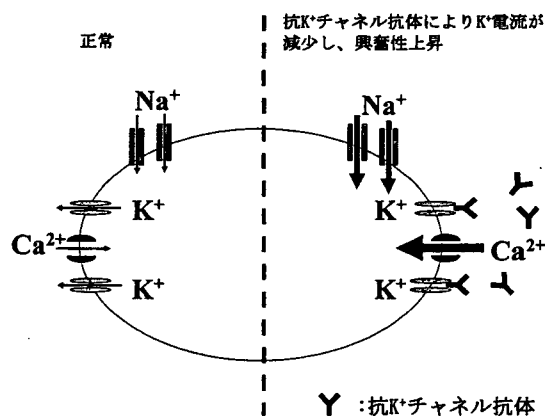 正常
抗K⁺チャネル抗体によりK⁺電流が
減少し、興奮性上昇
Na⁺
Na⁺
K⁺
K⁺
Ca²⁺
Ca²⁺
K⁺
K⁺
:抗K⁺チャネル抗体